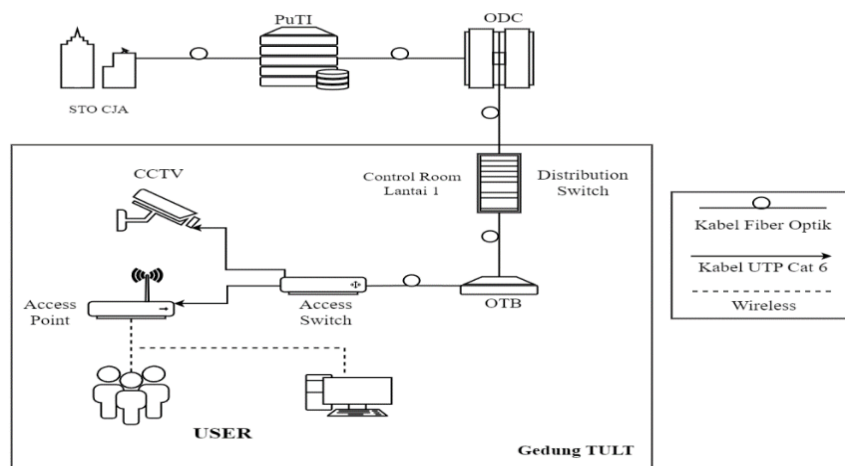 PuTI
ODC
STO CJA
CCTV
Control Room
Lantai 1
Distribution
Switch
Kabel Fiber Optik
Kabel UTP Cat 6
Wireless
Access
Point
Access
Switch
OTB
USER
Gedung TULT